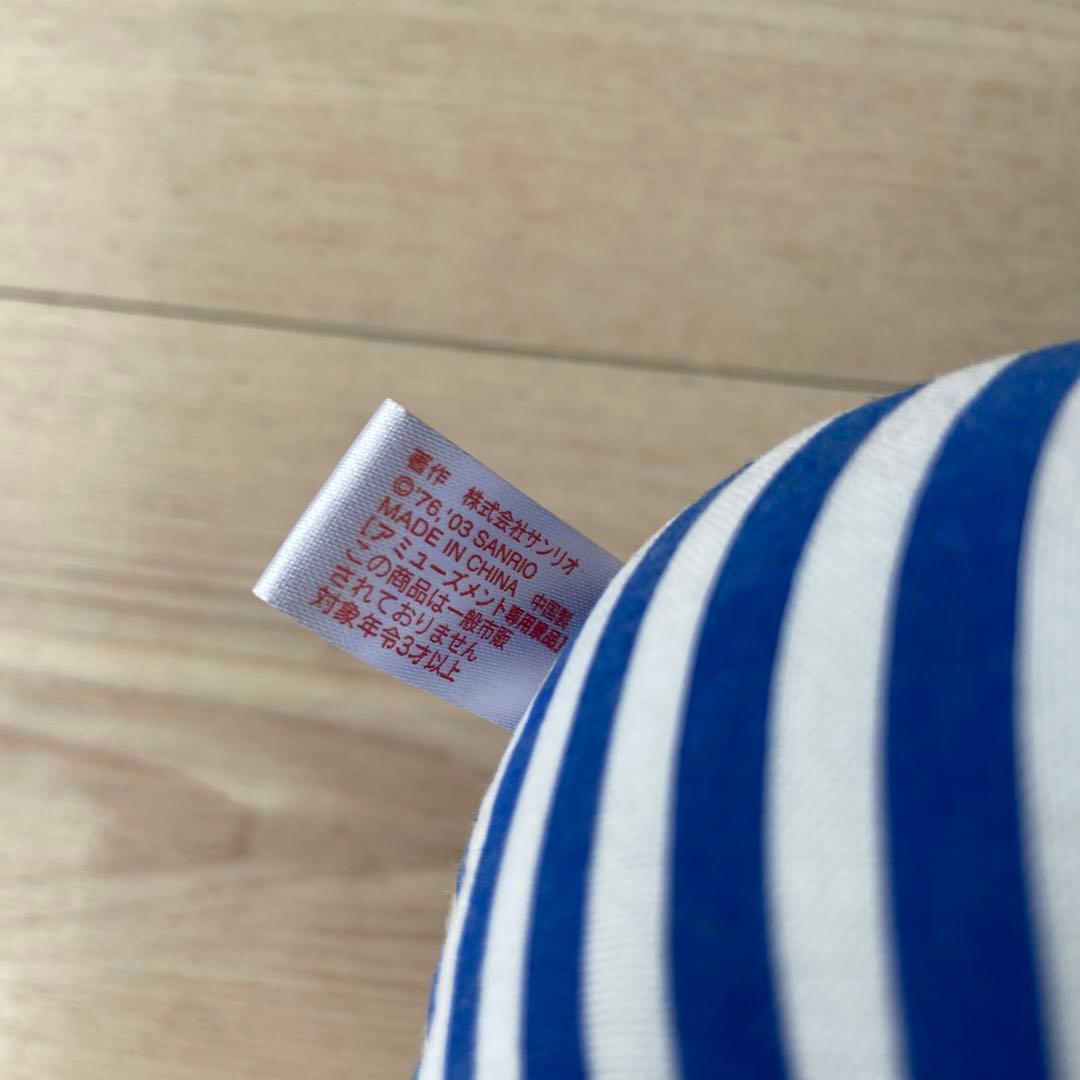 著作 株式会社サンリオ
©'76,'03 SANRIO
MADE IN CHINA 中国製
[アミューズメント専用景品]
この商品は一般市販
されておりません
対象年令3才以上